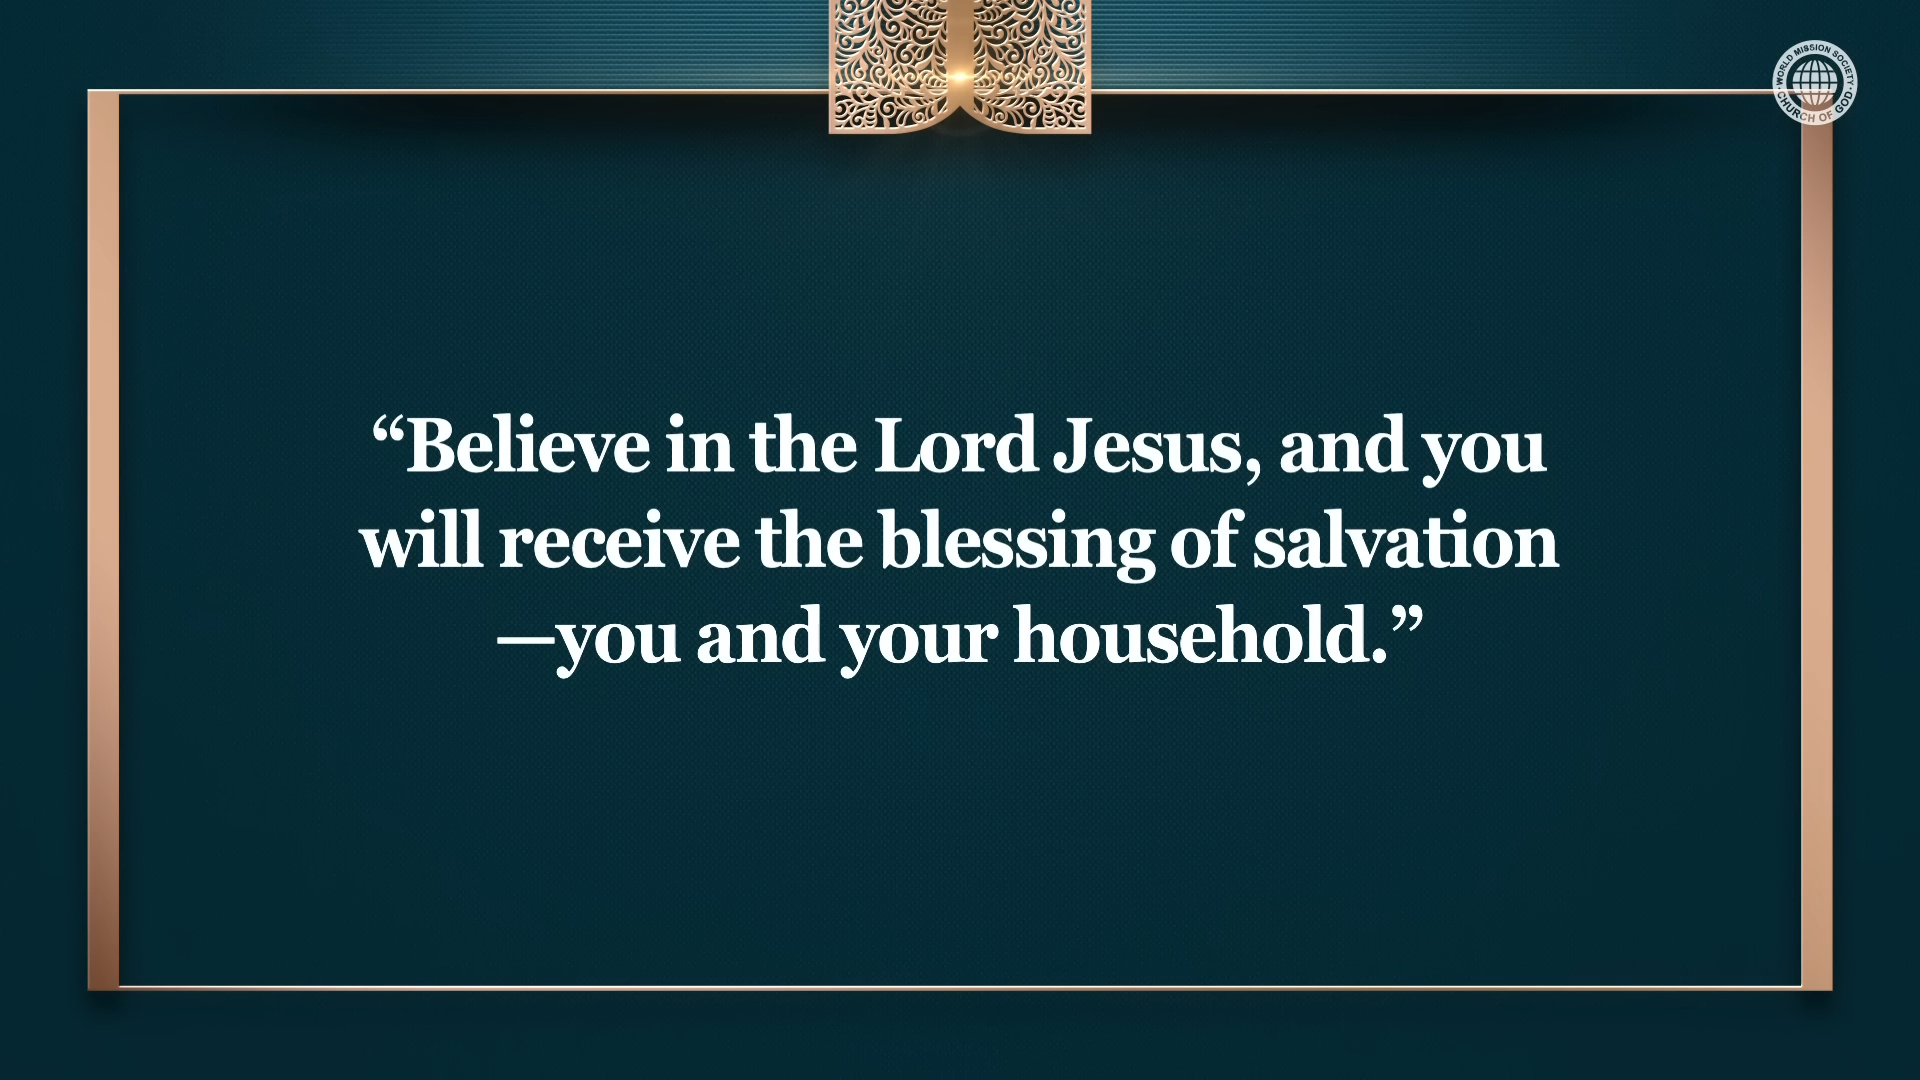 WORLD MISSION SOCIETY
CHURCH OF GOD
“Believe in the Lord Jesus, and you
will receive the blessing of salvation
—you and your household.”